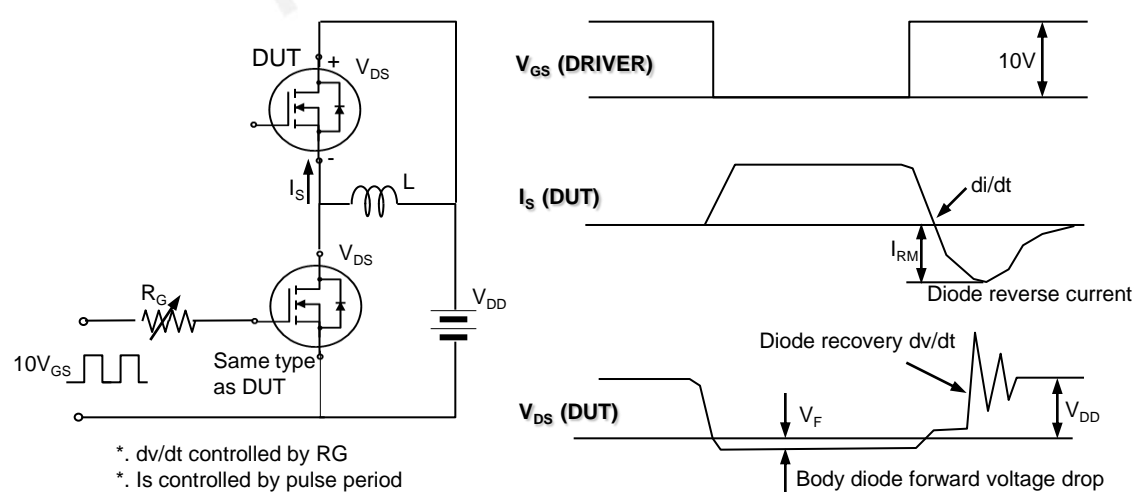 DUT
+
V_DS
-
I_S
L
V_DS
R_G
V_DD
10V_GS
Same type
as DUT
*. dv/dt controlled by RG
*. Is controlled by pulse period
V_GS (DRIVER)
10V
I_S (DUT)
di/dt
I_RM
Diode reverse current
Diode recovery dv/dt
V_DS (DUT)
V_F
V_DD
Body diode forward voltage drop